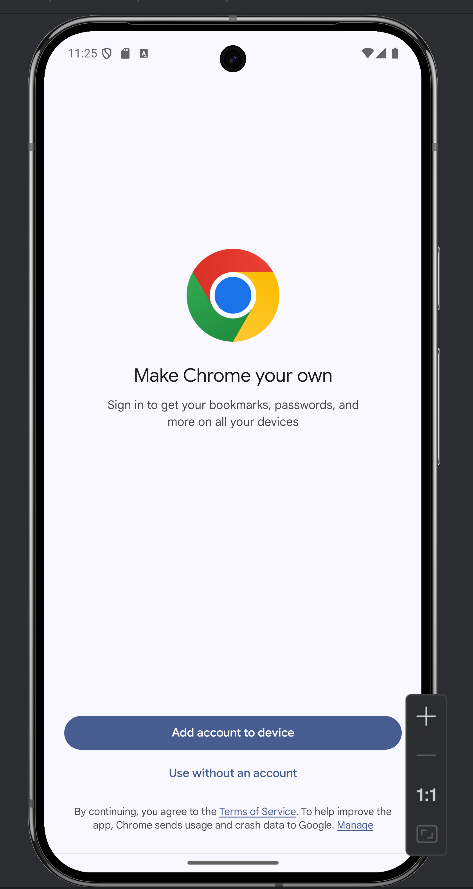 11:25
Make Chrome your own
Sign in to get your bookmarks, passwords, and
more on all your devices
Add account to device
Use without an account
By continuing, you agree to the Terms of Service. To help improve the
app, Chrome sends usage and crash data to Google. Manage
1:1